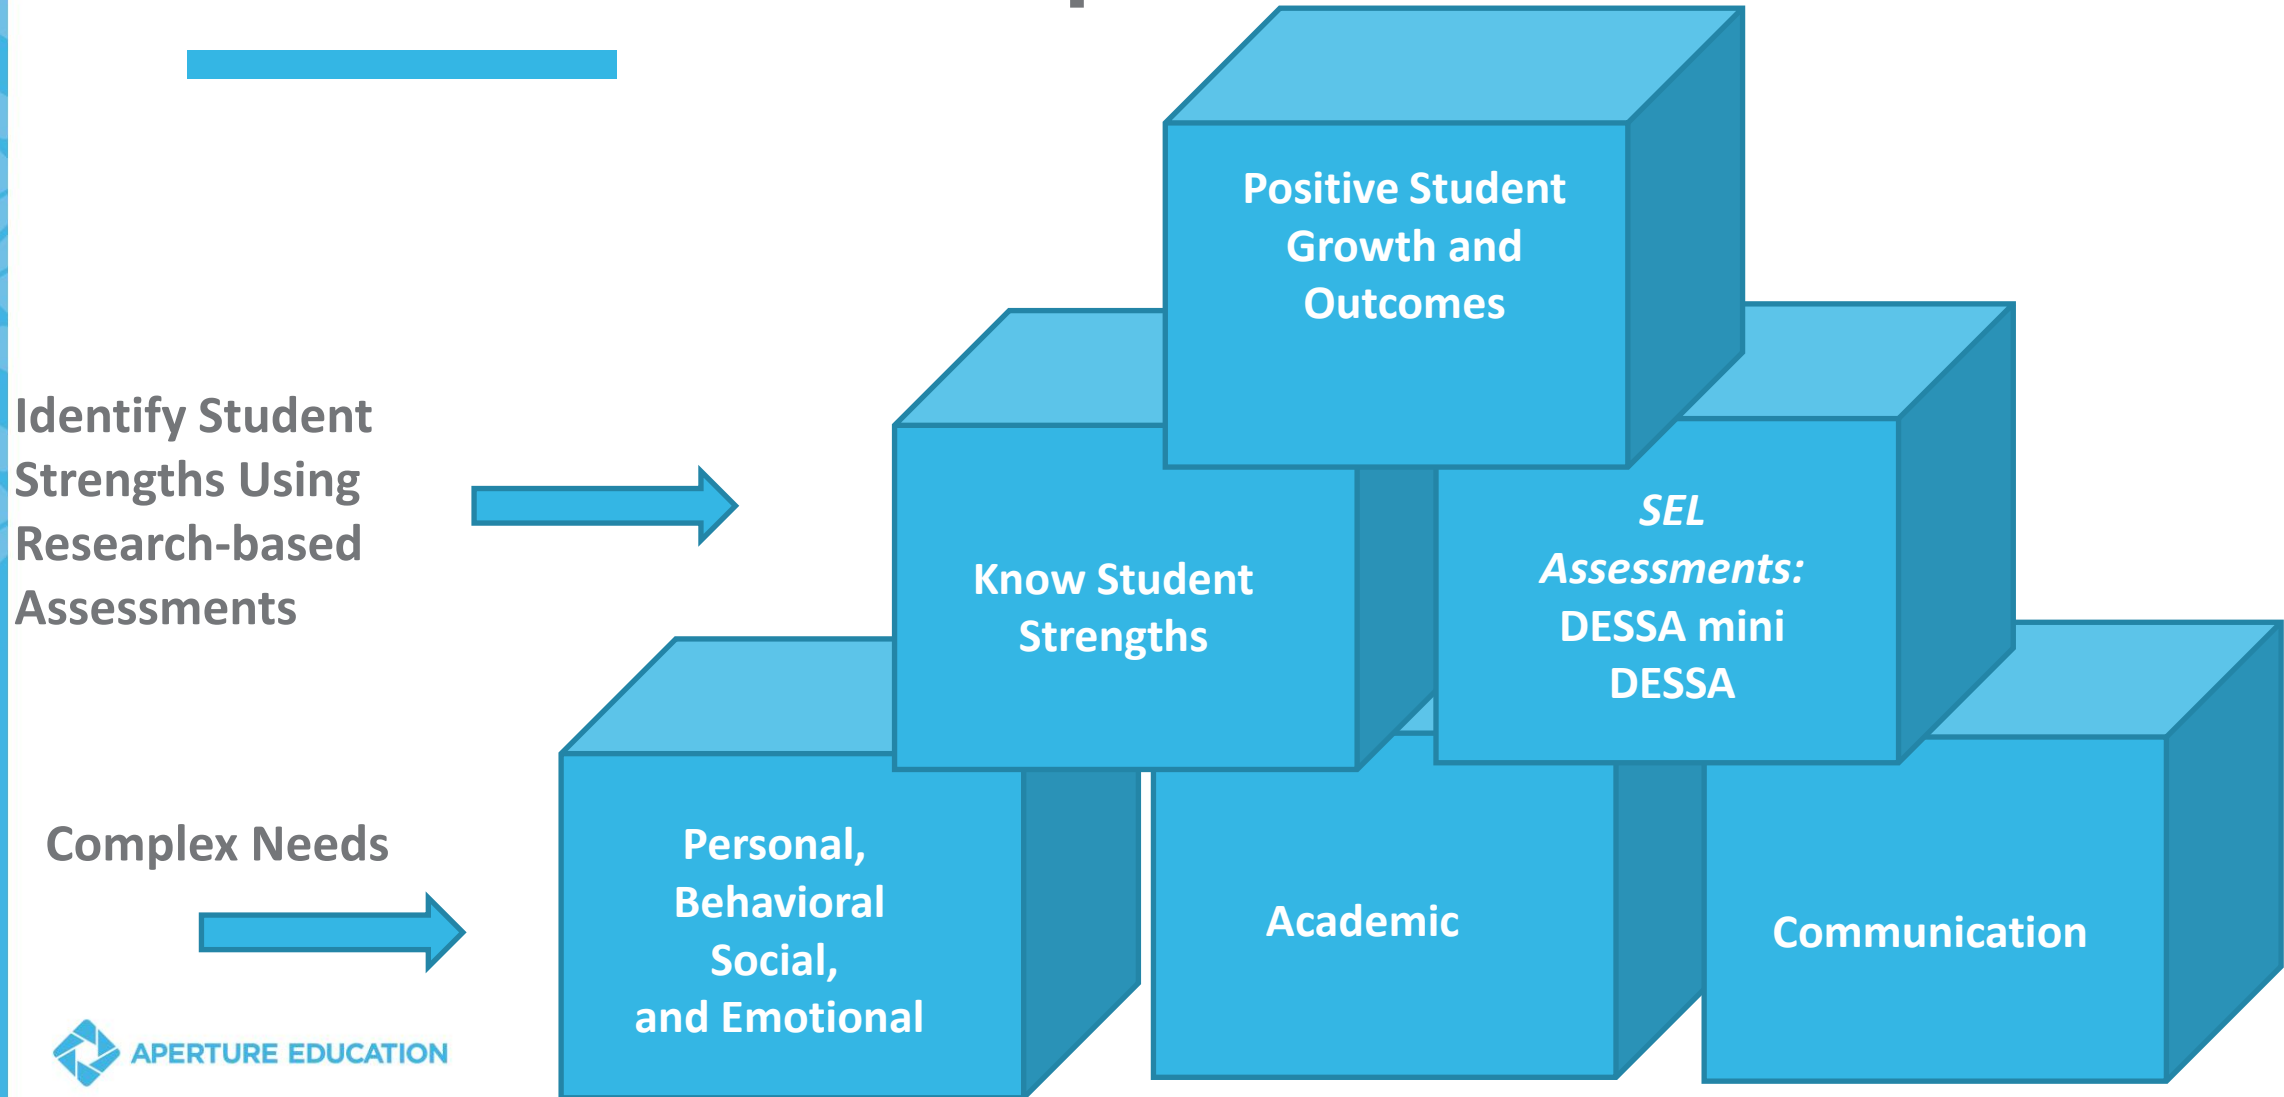 Positive Student
Growth and
Outcomes
Identify Student
Strengths Using
Research-based
Assessments
Know Student
Strengths
SEL
Assessments:
DESSA mini
DESSA
Complex Needs
Personal,
Behavioral
Social,
and Emotional
Academic
Communication
APERTURE EDUCATION